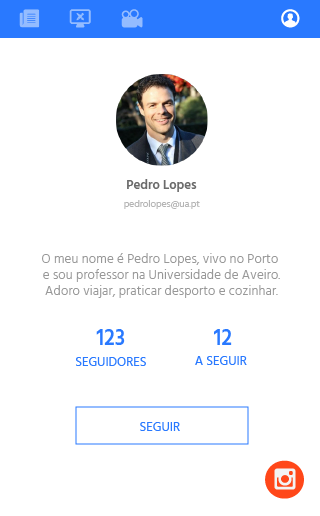 Pedro Lopes
pedrolopes@ua.pt
O meu nome é Pedro Lopes, vivo no Porto
e sou professor na Universidade de Aveiro.
Adoro viajar, praticar desporto e cozinhar.
123 12
SEGUIDORES A SEGUIR
SEGUIR